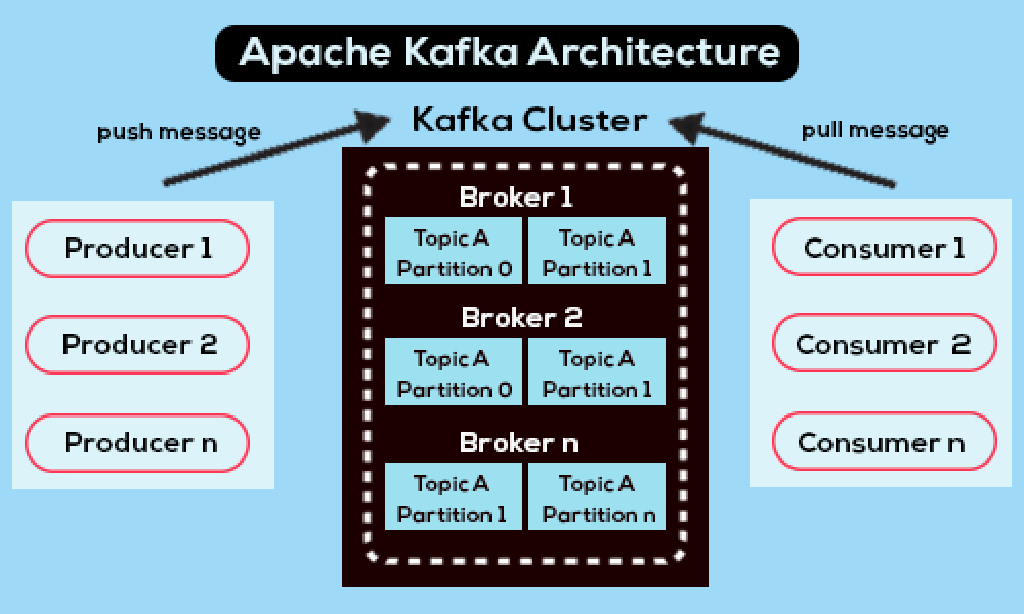 Apache Kafka Architecture
push message
Kafka Cluster
pull message
Producer 1
Producer 2
Producer n
Broker 1
Topic A
Partition 0
Topic A
Partition 1
Broker 2
Topic A
Partition 0
Topic A
Partition 1
Broker n
Topic A
Partition 1
Topic A
Partition n
Consumer 1
Consumer 2
Consumer n